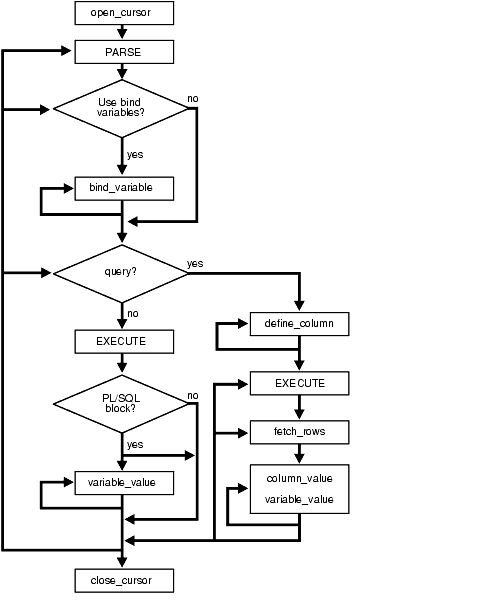 open_cursor
PARSE
Use bind
variables?
no
yes
bind_variable
query?
yes
no
define_column
EXECUTE
EXECUTE
PL/SQL
block?
no
yes
fetch_rows
variable_value
column_value
variable_value
close_cursor